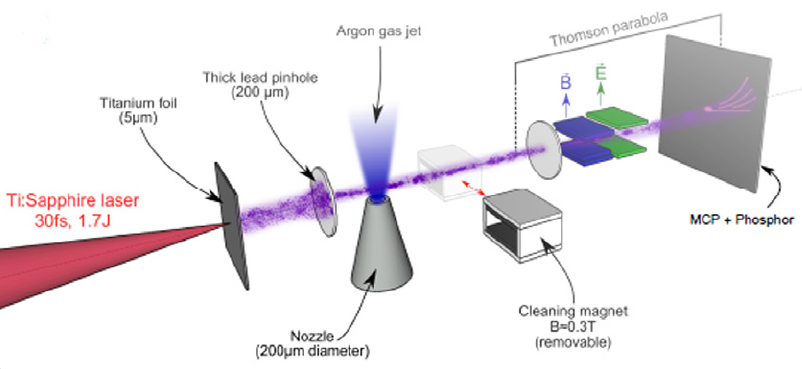 Argon gas jet
Thomson parabola
Thick lead pinhole
(200 µm)
B
E
Titanium foil
(5µm)
Ti:Sapphire laser
30fs, 1.7J
MCP + Phosphor
Cleaning magnet
B≈0.3T
(removable)
Nozzle
(200µm diameter)